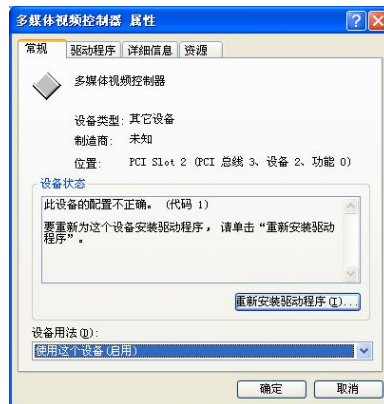 多媒体视频控制器 属性
常规 驱动程序 详细信息 资源
多媒体视频控制器
设备类型: 其它设备
制造商: 未知
位置: PCI Slot 2 (PCI 总线 3、设备 2、功能 0)
设备状态
此设备的配置不正确。 (代码 1)
要重新为这个设备安装驱动程序，请单击“重新安装驱动
程序”。
重新安装驱动程序(I)...
设备用法(D):
使用这个设备(启用)
确定 取消